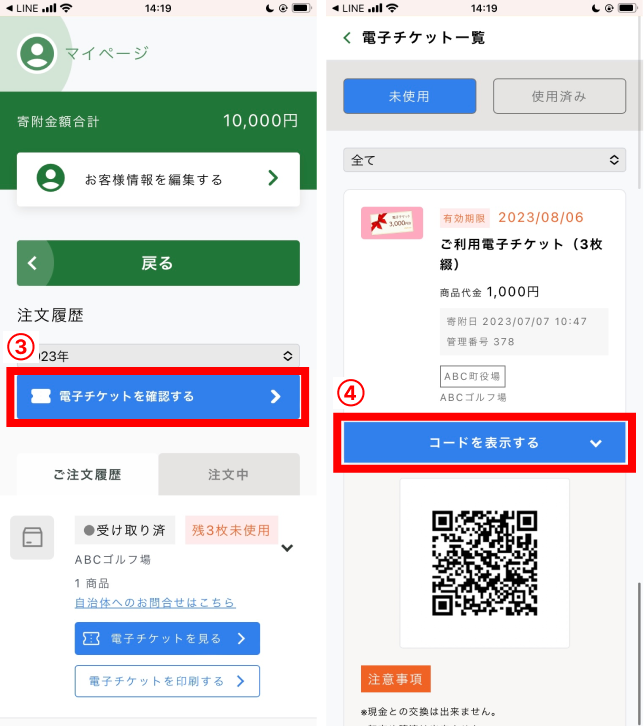 LINE 14:19
マイページ
寄附金額合計 10,000円
お客様情報を編集する
戻る
注文履歴
③
23年
電子チケットを確認する
ご注文履歴 注文中
●受け取り済 残3枚未使用
ABCゴルフ場
1 商品
自治体へのお問合せはこちら
電子チケットを見る
電子チケットを印刷する
LINE 14:19
電子チケット一覧
未使用 使用済み
全て
電子チケット
3,000円分
有効期限 2023/08/06
ご利用電子チケット（3枚
綴）
商品代金 1,000円
寄附日 2023/07/07 10:47
管理番号 378
ABC町役場
ABCゴルフ場
④
コードを表示する
注意事項
※現金との交換は出来ません。